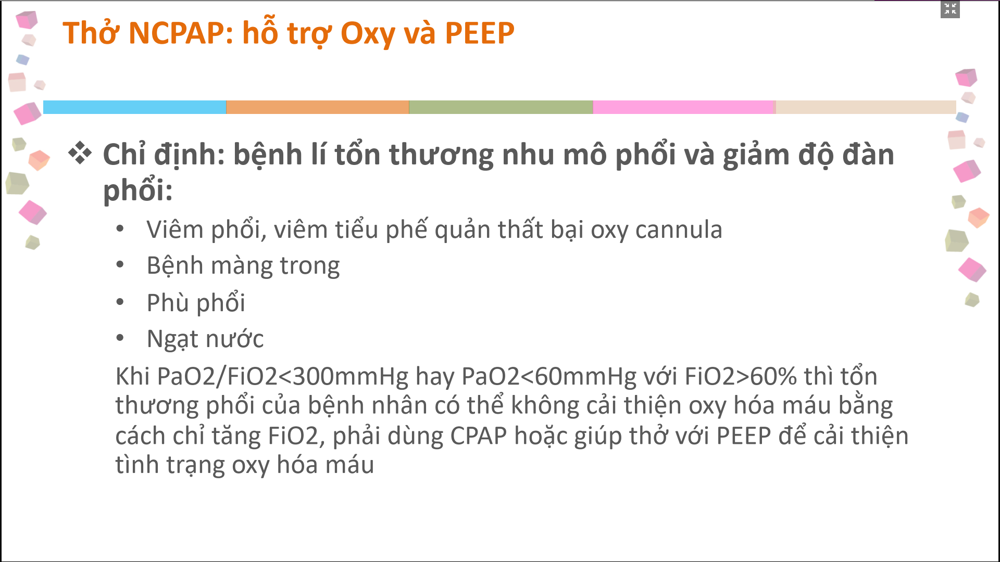 Thở NCPAP: hỗ trợ Oxy và PEEP
❖ Chỉ định: bệnh lí tổn thương nhu mô phổi và giảm độ đàn
phổi:
• Viêm phổi, viêm tiểu phế quản thất bại oxy cannula
• Bệnh màng trong
• Phù phổi
• Ngạt nước
Khi PaO2/FiO2<300mmHg hay PaO2<60mmHg với FiO2>60% thì tổn
thương phổi của bệnh nhân có thể không cải thiện oxy hóa máu bằng
cách chỉ tăng FiO2, phải dùng CPAP hoặc giúp thở với PEEP để cải thiện
tình trạng oxy hóa máu